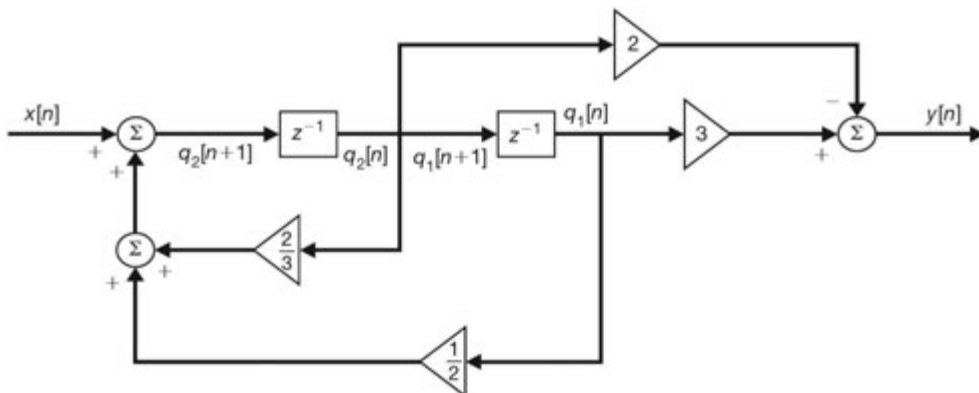 2
x[n]
Σ
q₂[n+1]
z⁻¹
q₂[n]
q₁[n+1]
z⁻¹
q₁[n]
3
−
Σ
y[n]
+
+
+
Σ
+
+
2/3
1/2